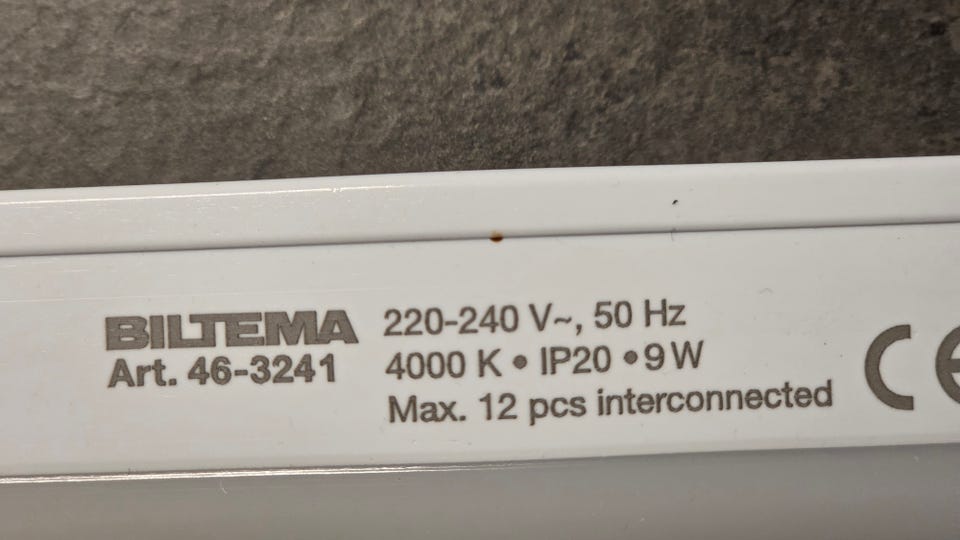 BILTEMA
Art. 46-3241
220-240 V~, 50 Hz
4000 K • IP20 • 9 W
Max. 12 pcs interconnected
CE